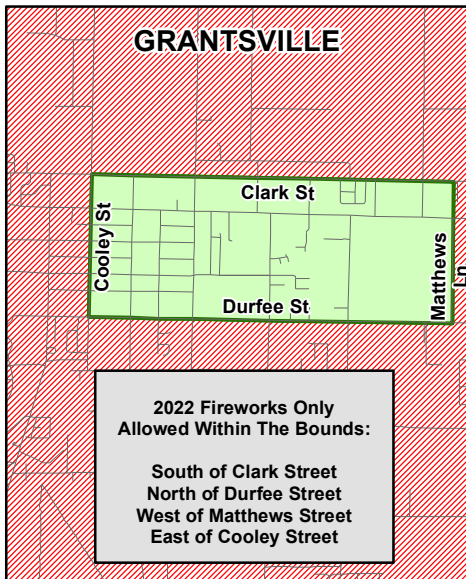 GRANTSVILLE
Clark St
Cooley St
Matthews
Ln
Durfee St
2022 Fireworks Only
Allowed Within The Bounds:
South of Clark Street
North of Durfee Street
West of Matthews Street
East of Cooley Street